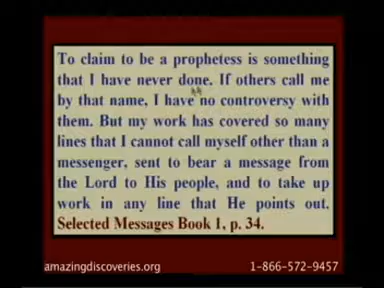 To claim to be a prophetess is something
that I have never done. If others call me
by that name, I have no controversy with
them. But my work has covered so many
lines that I cannot call myself other than a
messenger, sent to bear a message from
the Lord to His people, and to take up
work in any line that He points out.
Selected Messages Book 1, p. 34.
amazingdiscoveries.org 1-866-572-9457